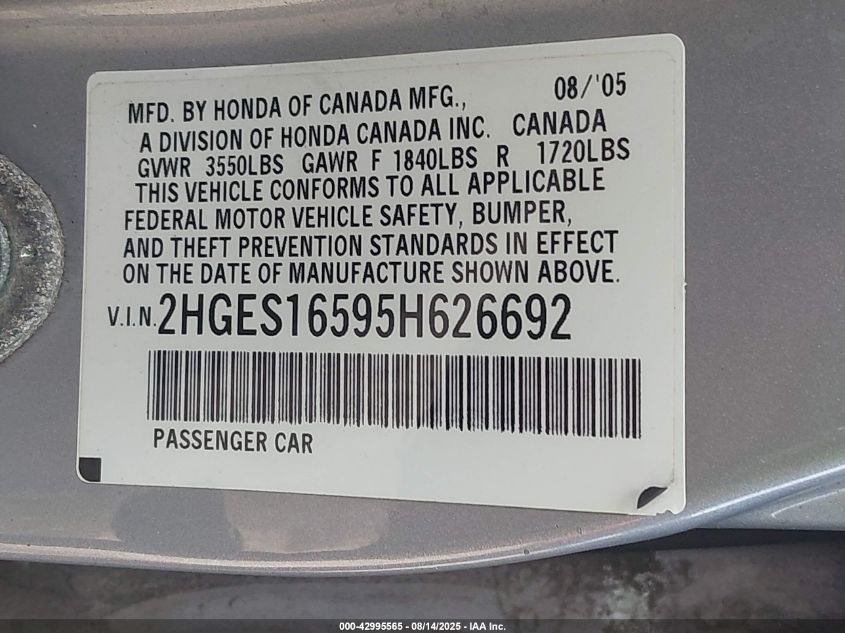 MFD. BY HONDA OF CANADA MFG., 08/'05
A DIVISION OF HONDA CANADA INC. CANADA
GVWR 3550LBS GAWR F 1840LBS R 1720LBS
THIS VEHICLE CONFORMS TO ALL APPLICABLE
FEDERAL MOTOR VEHICLE SAFETY, BUMPER,
AND THEFT PREVENTION STANDARDS IN EFFECT
ON THE DATE OF MANUFACTURE SHOWN ABOVE.
V.I.N. 2HGES16595H626692
PASSENGER CAR
000-42995565 - 08/14/2025 - IAA Inc.